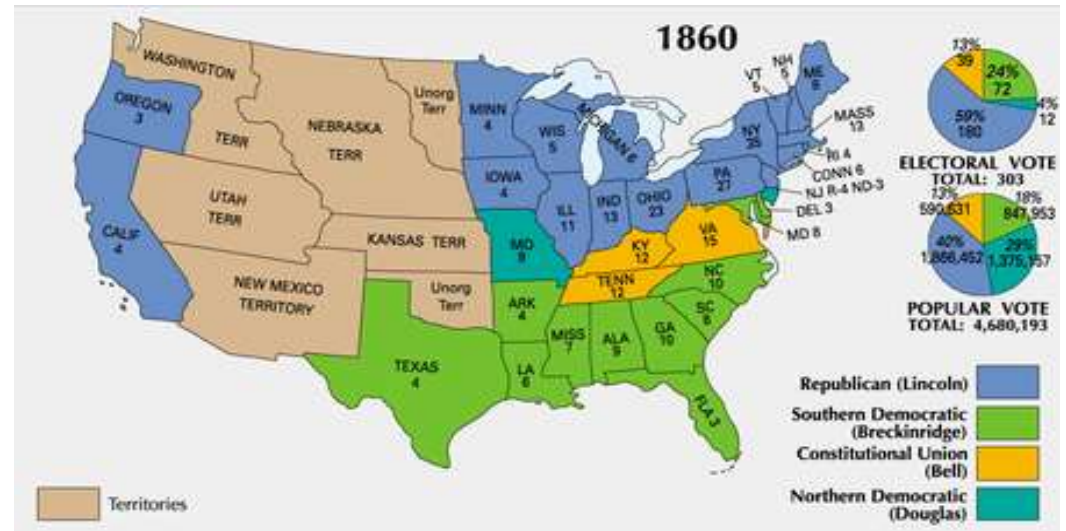 1860
WASHINGTON
TERR
OREGON
3
CALIF
4
NEBRASKA
TERR
Unorg
Terr
UTAH
TERR
KANSAS TERR
NEW MEXICO
TERRITORY
Unorg
Terr
TEXAS
4
MINN
4
IOWA
4
MO
9
ARK
4
LA
6
WIS
5
ILL
11
MICHIGAN 6
IND
13
OHIO
23
KY
12
TENN
12
MISS
7
ALA
9
GA
10
FLA 3
SC
8
NC
10
VA
15
PA
27
NY
35
VT
5
NH
5
ME
8
MASS
13
RI 4
CONN 6
NJ R-4 ND-3
DEL 3
MD 8
13%
39
24%
72
4%
12
59%
180
ELECTORAL VOTE
TOTAL: 303
13%
590,631
18%
847,953
40%
1,866,452
29%
1,375,157
POPULAR VOTE
TOTAL: 4,680,193
Republican (Lincoln)
Southern Democratic
(Breckinridge)
Constitutional Union
(Bell)
Northern Democratic
(Douglas)
Territories